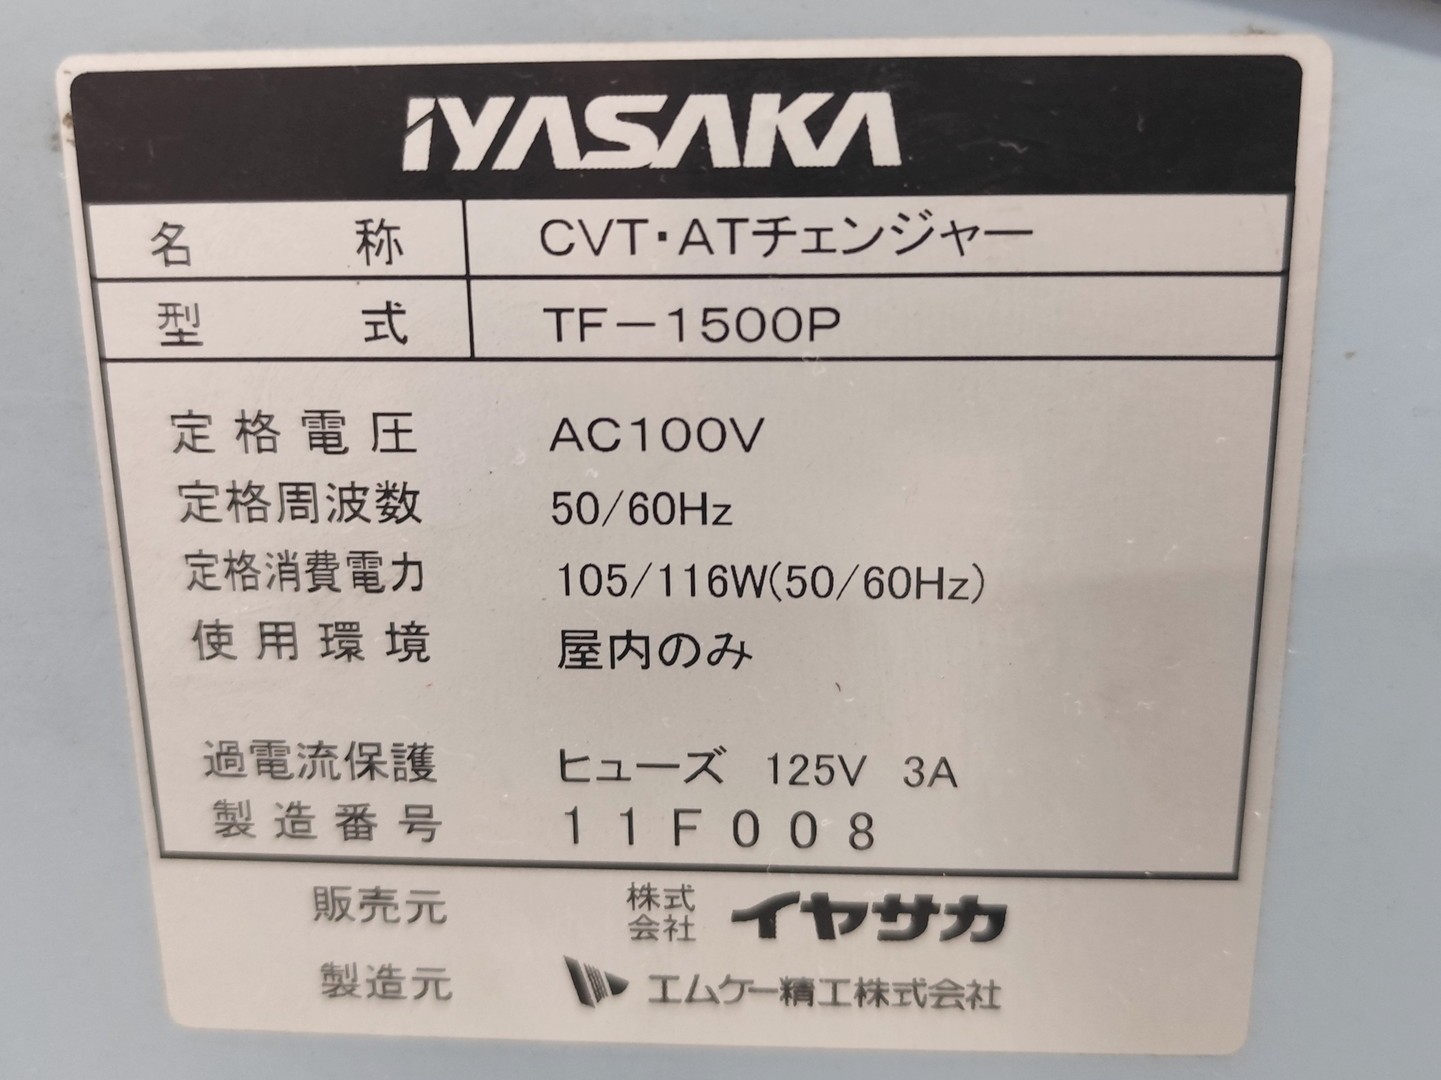 IYASAKA
名称 CVT・ATチェンジャー
型式 TF－1500P
定格電圧 AC100V
定格周波数 50/60Hz
定格消費電力 105/116W(50/60Hz)
使用環境 屋内のみ
過電流保護 ヒューズ 125V 3A
製造番号 11F008
販売元 株式会社 イヤサカ
製造元 エムケー精工株式会社